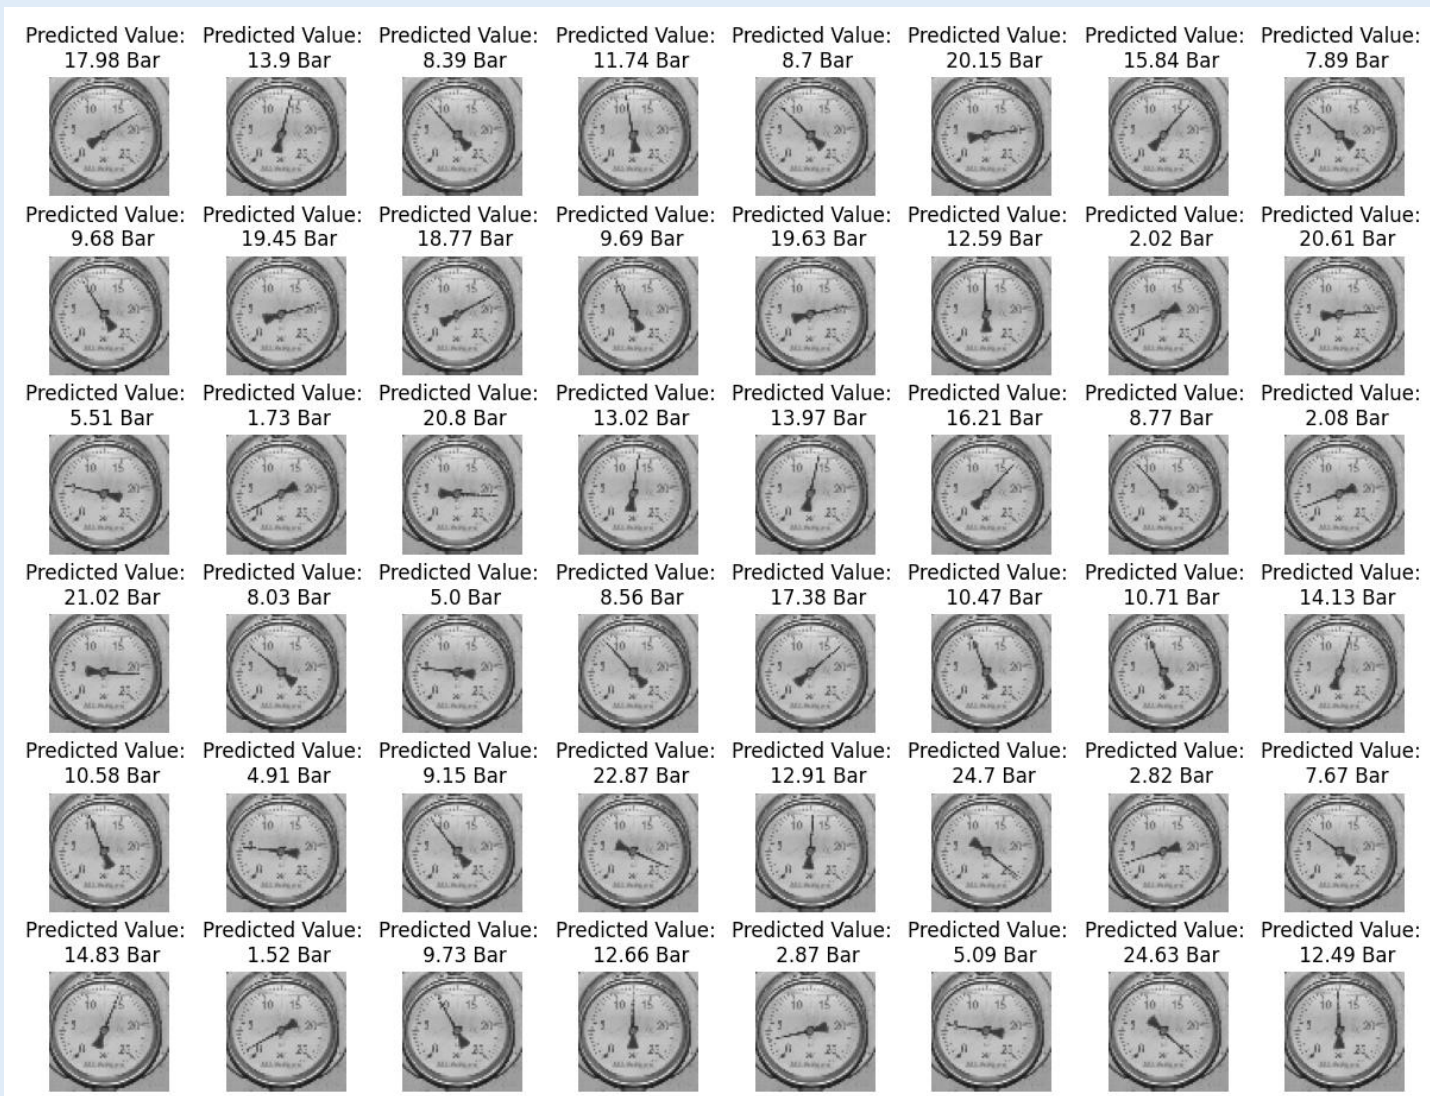 Predicted Value: Predicted Value: Predicted Value: Predicted Value: Predicted Value: Predicted Value: Predicted Value: Predicted Value:
17.98 Bar 13.9 Bar 8.39 Bar 11.74 Bar 8.7 Bar 20.15 Bar 15.84 Bar 7.89 Bar
Predicted Value: Predicted Value: Predicted Value: Predicted Value: Predicted Value: Predicted Value: Predicted Value: Predicted Value:
9.68 Bar 19.45 Bar 18.77 Bar 9.69 Bar 19.63 Bar 12.59 Bar 2.02 Bar 20.61 Bar
Predicted Value: Predicted Value: Predicted Value: Predicted Value: Predicted Value: Predicted Value: Predicted Value: Predicted Value:
5.51 Bar 1.73 Bar 20.8 Bar 13.02 Bar 13.97 Bar 16.21 Bar 8.77 Bar 2.08 Bar
Predicted Value: Predicted Value: Predicted Value: Predicted Value: Predicted Value: Predicted Value: Predicted Value: Predicted Value:
21.02 Bar 8.03 Bar 5.0 Bar 8.56 Bar 17.38 Bar 10.47 Bar 10.71 Bar 14.13 Bar
Predicted Value: Predicted Value: Predicted Value: Predicted Value: Predicted Value: Predicted Value: Predicted Value: Predicted Value:
10.58 Bar 4.91 Bar 9.15 Bar 22.87 Bar 12.91 Bar 24.7 Bar 2.82 Bar 7.67 Bar
Predicted Value: Predicted Value: Predicted Value: Predicted Value: Predicted Value: Predicted Value: Predicted Value: Predicted Value:
14.83 Bar 1.52 Bar 9.73 Bar 12.66 Bar 2.87 Bar 5.09 Bar 24.63 Bar 12.49 Bar